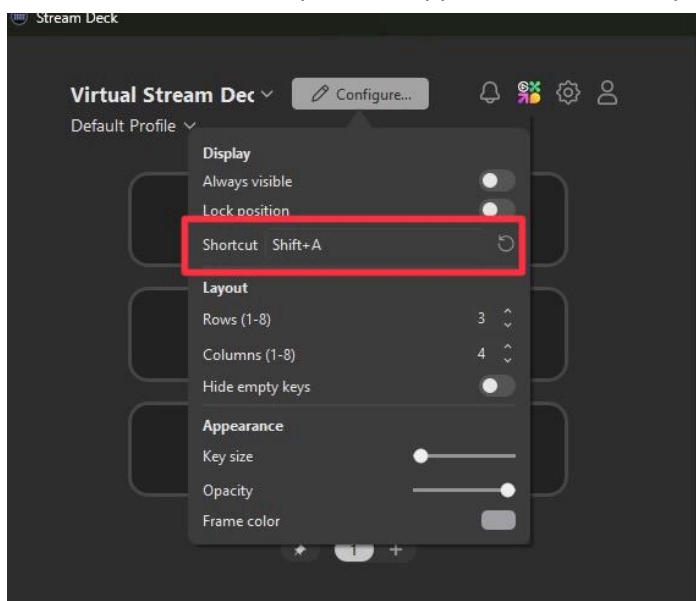 Stream Deck
Virtual Stream Dec
Configure...
Default Profile
Display
Always visible
Lock position
Shortcut Shift+A
Layout
Rows (1-8) 3
Columns (1-8) 4
Hide empty keys
Appearance
Key size
Opacity
Frame color
1 +